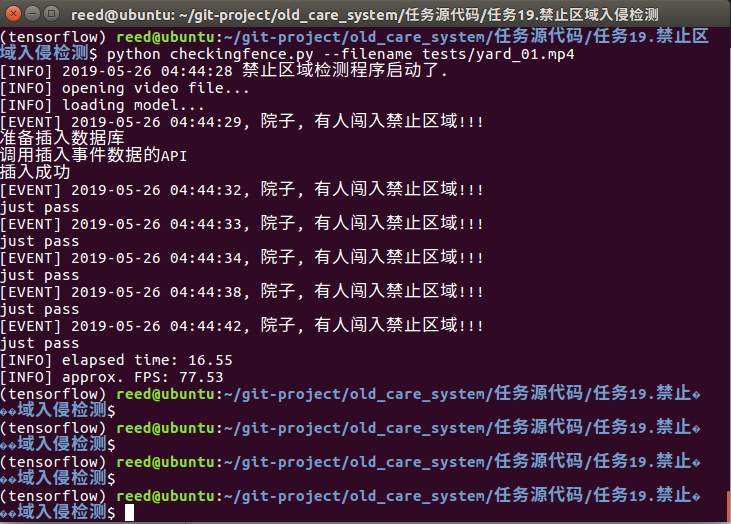 reed@ubuntu: ~/git-project/old_care_system/任务源代码/任务19.禁止区域入侵检测
(tensorflow) reed@ubuntu:~/git-project/old_care_system/任务源代码/任务19.禁止区
域入侵检测$ python checkingfence.py --filename tests/yard_01.mp4
[INFO] 2019-05-26 04:44:28 禁止区域检测程序启动了.
[INFO] opening video file...
[INFO] loading model...
[EVENT] 2019-05-26 04:44:29, 院子, 有人闯入禁止区域!!!
准备插入数据库
调用插入事件数据的API
插入成功
[EVENT] 2019-05-26 04:44:32, 院子, 有人闯入禁止区域!!!
just pass
[EVENT] 2019-05-26 04:44:33, 院子, 有人闯入禁止区域!!!
just pass
[EVENT] 2019-05-26 04:44:34, 院子, 有人闯入禁止区域!!!
just pass
[EVENT] 2019-05-26 04:44:38, 院子, 有人闯入禁止区域!!!
just pass
[EVENT] 2019-05-26 04:44:42, 院子, 有人闯入禁止区域!!!
just pass
[INFO] elapsed time: 16.55
[INFO] approx. FPS: 77.53
(tensorflow) reed@ubuntu:~/git-project/old_care_system/任务源代码/任务19.禁止�
��域入侵检测$
(tensorflow) reed@ubuntu:~/git-project/old_care_system/任务源代码/任务19.禁止�
��域入侵检测$
(tensorflow) reed@ubuntu:~/git-project/old_care_system/任务源代码/任务19.禁止�
��域入侵检测$
(tensorflow) reed@ubuntu:~/git-project/old_care_system/任务源代码/任务19.禁止�
��域入侵检测$